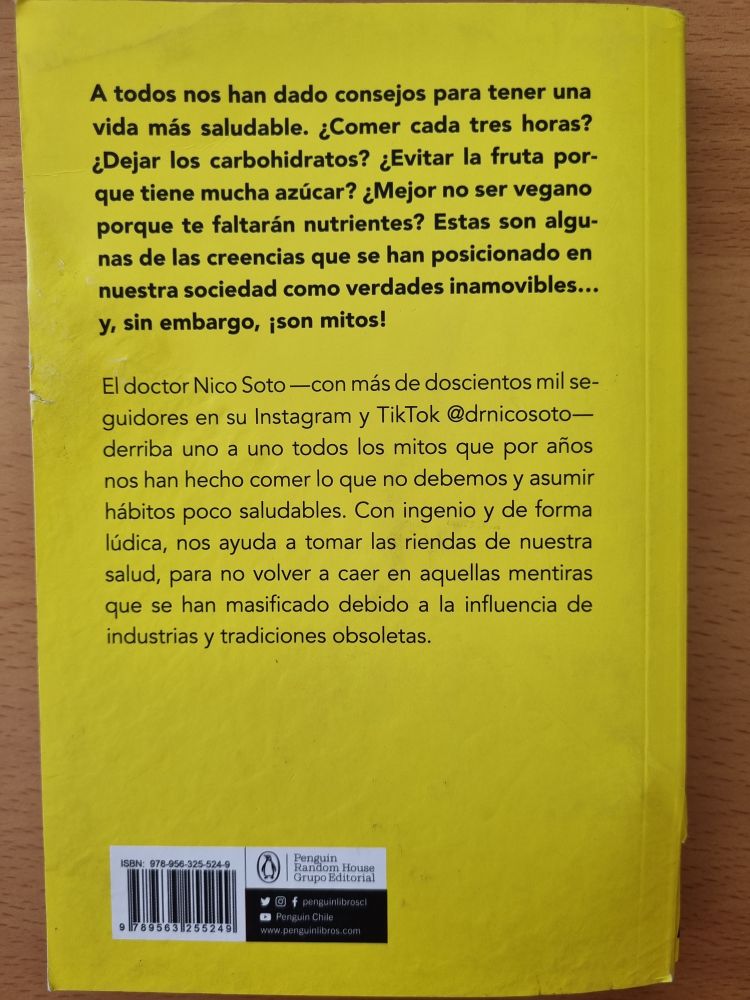 A todos nos han dado consejos para tener una
vida más saludable. ¿Comer cada tres horas?
¿Dejar los carbohidratos? ¿Evitar la fruta por-
que tiene mucha azúcar? ¿Mejor no ser vegano
porque te faltarán nutrientes? Estas son algu-
nas de las creencias que se han posicionado en
nuestra sociedad como verdades inamovibles...
y, sin embargo, ¡son mitos!
El doctor Nico Soto —con más de doscientos mil se-
guidores en su Instagram y TikTok @drnicosoto—
derriba uno a uno todos los mitos que por años
nos han hecho comer lo que no debemos y asumir
hábitos poco saludables. Con ingenio y de forma
lúdica, nos ayuda a tomar las riendas de nuestra
salud, para no volver a caer en aquellas mentiras
que se han masificado debido a la influencia de
industrias y tradiciones obsoletas.
ISBN: 978-956-325-524-9
9 789563 255249
Penguin
Random House
Grupo Editorial
penguinlibroscl
Penguin Chile
www.penguinlibros.com